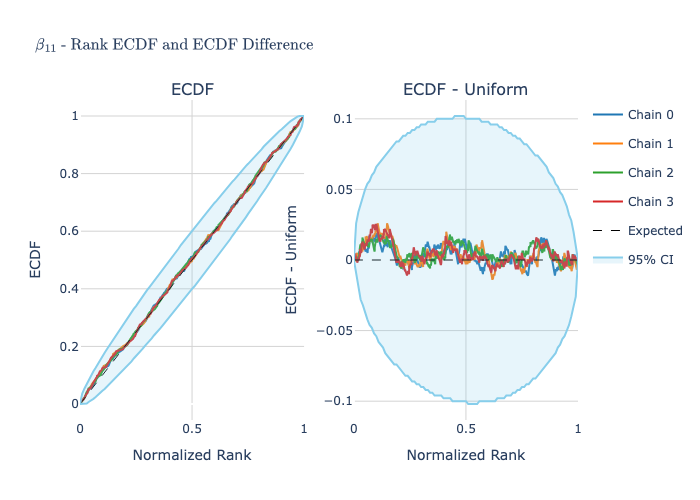 β₁₁ - Rank ECDF and ECDF Difference
ECDF
ECDF - Uniform
1
0.8
0.6
0.4
0.2
0
ECDF
0
0.5
1
Normalized Rank
0.1
0.05
0
−0.05
−0.1
ECDF - Uniform
0
0.5
1
Normalized Rank
Chain 0
Chain 1
Chain 2
Chain 3
Expected
95% CI